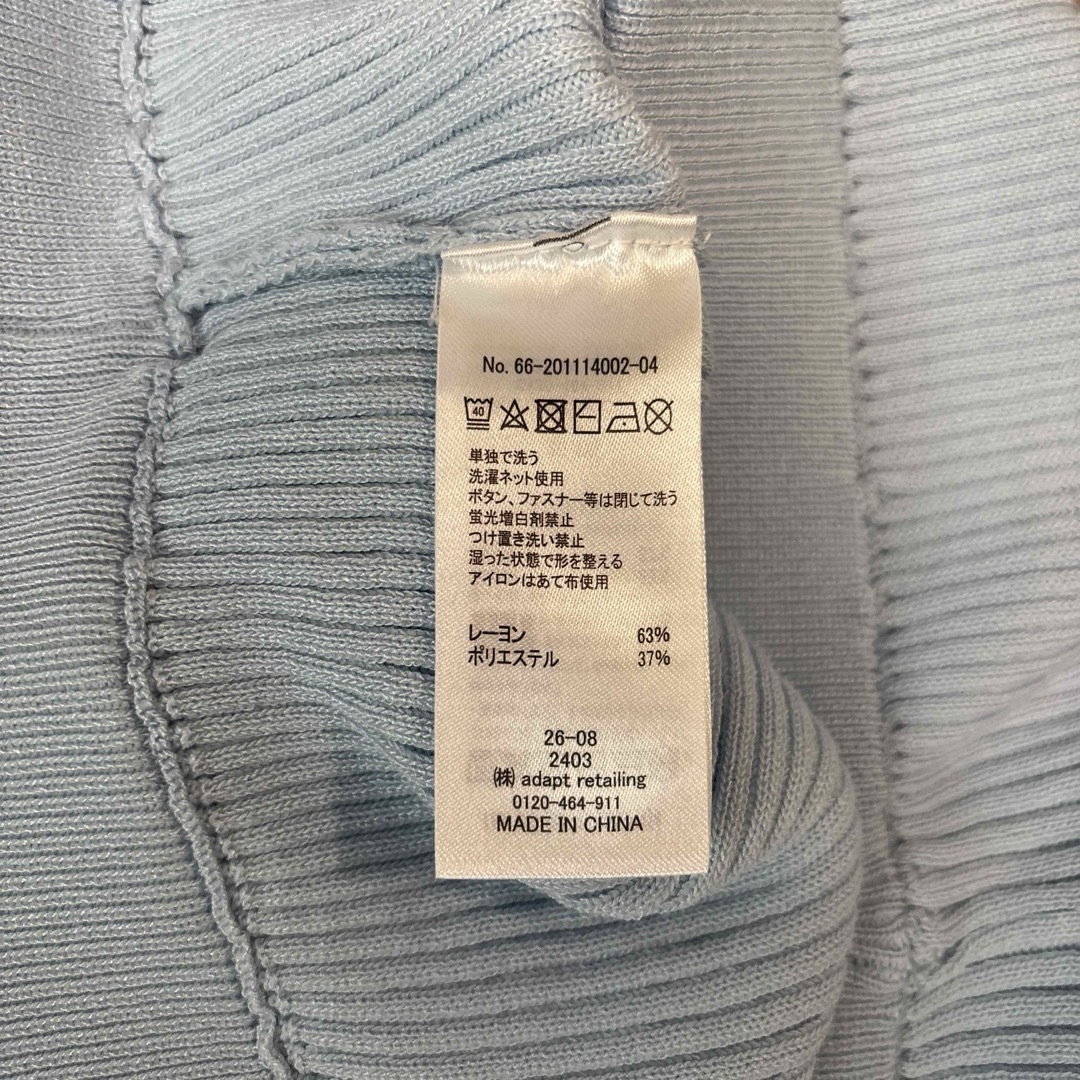 No. 66-201114002-04
40
単独で洗う
洗濯ネット使用
ボタン、ファスナー等は閉じて洗う
蛍光増白剤禁止
つけ置き洗い禁止
湿った状態で形を整える
アイロンはあて布使用
レーヨン 63%
ポリエステル 37%
26-08
2403
㈱ adapt retailing
0120-464-911
MADE IN CHINA